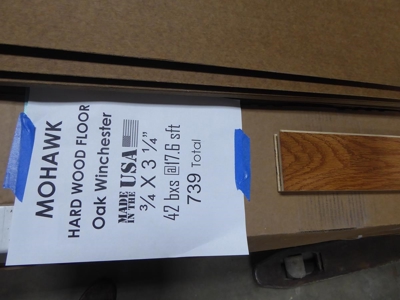 MOHAWK
HARD WOOD FLOOR
Oak Winchester
MADE IN THE USA
3/4 X 3 1/4"
42 bxs @17.6 sft
739 Total